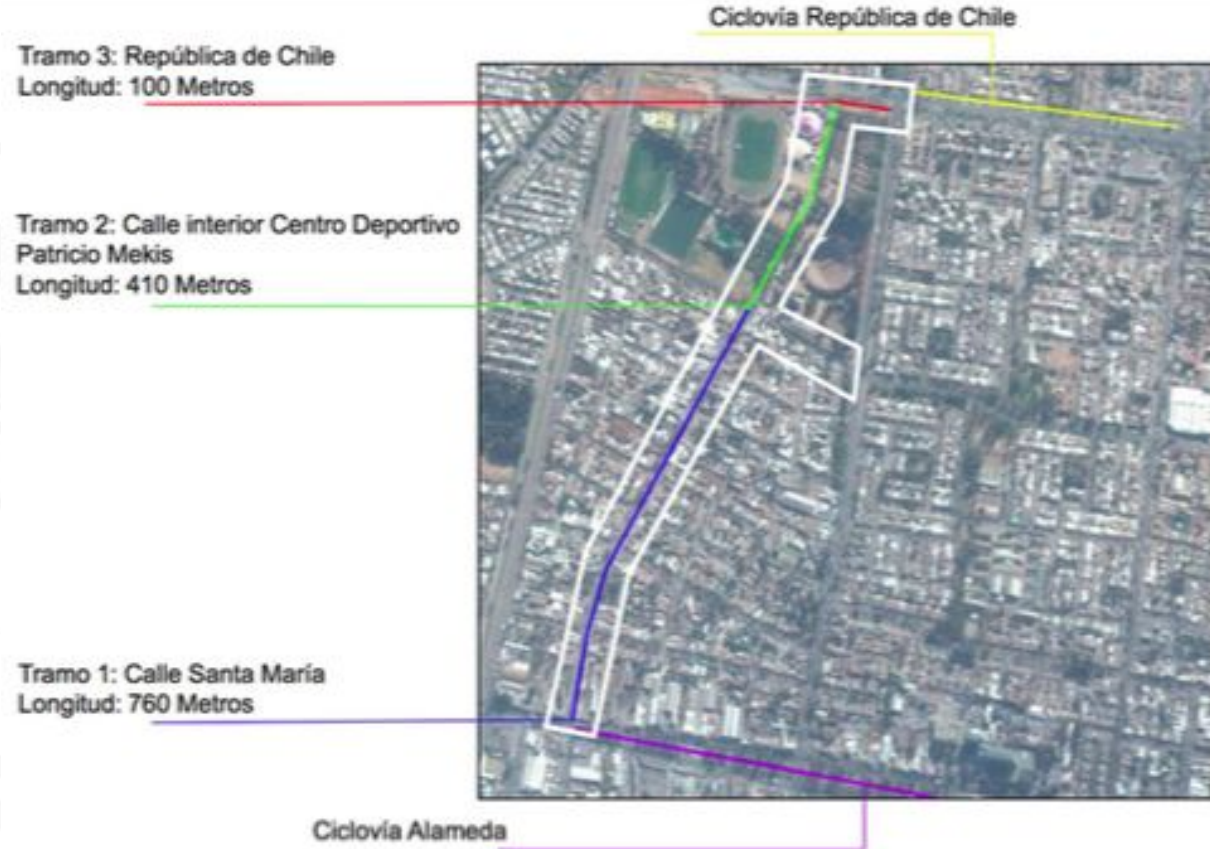 Ciclovía República de Chile
Tramo 3: República de Chile
Longitud: 100 Metros
Tramo 2: Calle interior Centro Deportivo
Patricio Mekis
Longitud: 410 Metros
Tramo 1: Calle Santa María
Longitud: 760 Metros
Ciclovía Alameda